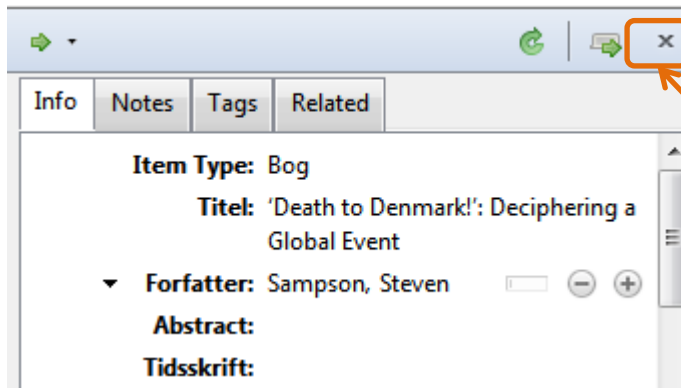 Info Notes Tags Related
Item Type: Bog
Titel: ‘Death to Denmark!’: Deciphering a
Global Event
Forfatter: Sampson, Steven
Abstract:
Tidsskrift: